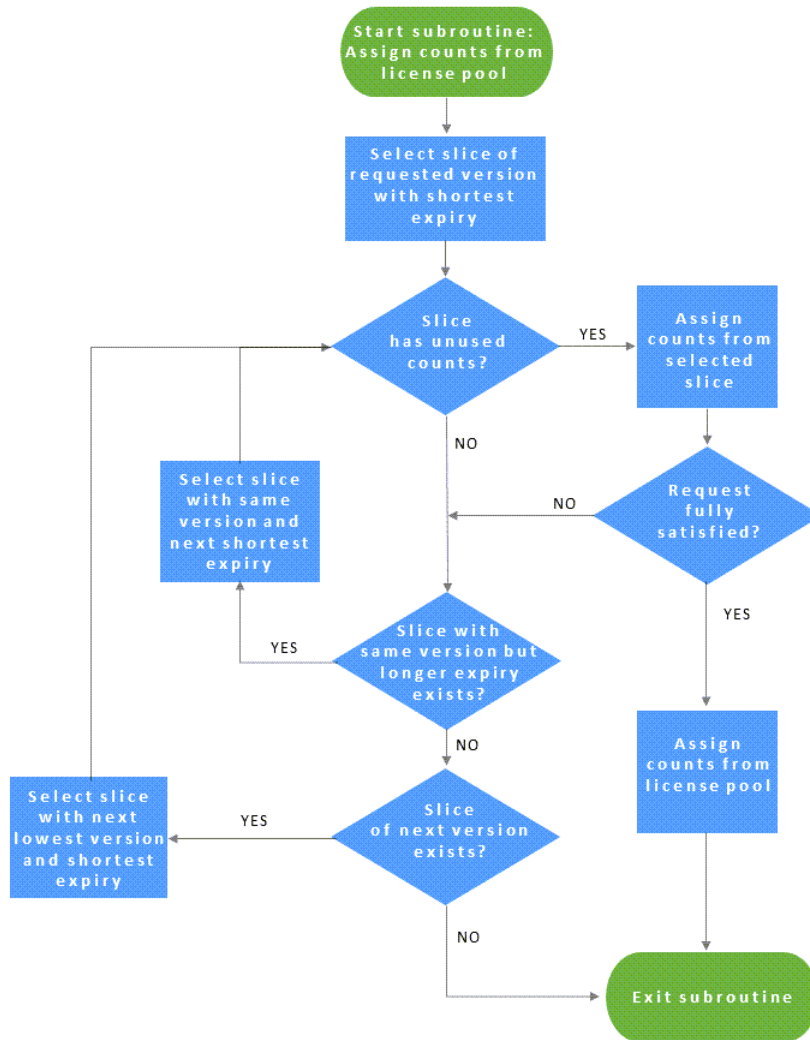 Start subroutine:
Assign counts from
license pool
Select slice of
requested version
with shortest
expiry
Slice
has unused
counts?
YES
Assign
counts from
selected
slice
NO
Select slice
with same
version and
next shortest
expiry
NO
Request
fully
satisfied?
YES
Slice with
same version but
longer expiry
exists?
YES
NO
Assign
counts from
license pool
Select slice
with next
lowest version
and shortest
expiry
YES
Slice
of next version
exists?
NO
Exit subroutine